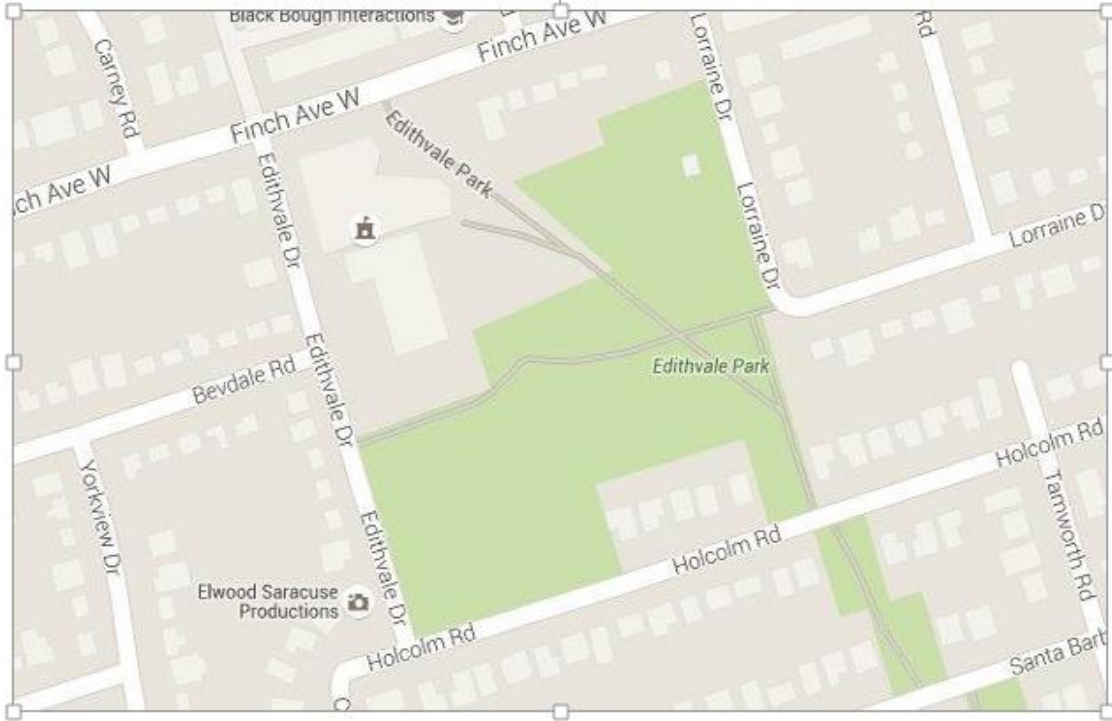 Black Bough Interactions
Finch Ave W
Lorraine Dr
Rd
Carney Rd
Finch Ave W
Edithvale Park
ch Ave W
Edithvale Dr
Lorraine Dr
Lorraine D
Edithvale Dr
Bevdale Rd
Edithvale Park
Holcolm Rd
Yorkview Dr
Tamworth Rd
Edithvale Dr
Holcolm Rd
Elwood Saracuse
Productions
Holcolm Rd
Santa Barb
C